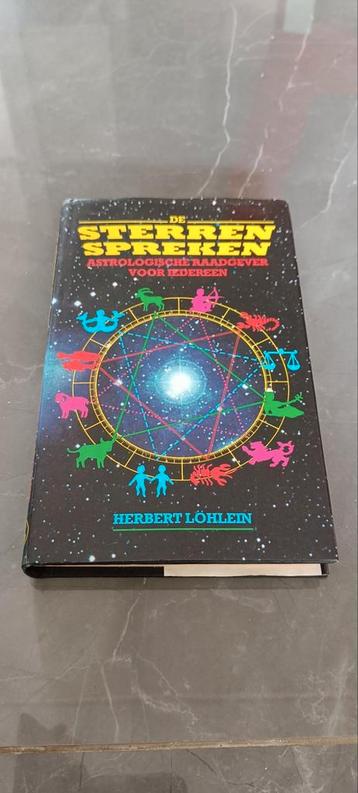 DE
STERREN
SPREKEN
ASTROLOGISCHE RAADGEVER
VOOR IEDEREEN
HERBERT LÖHLEIN